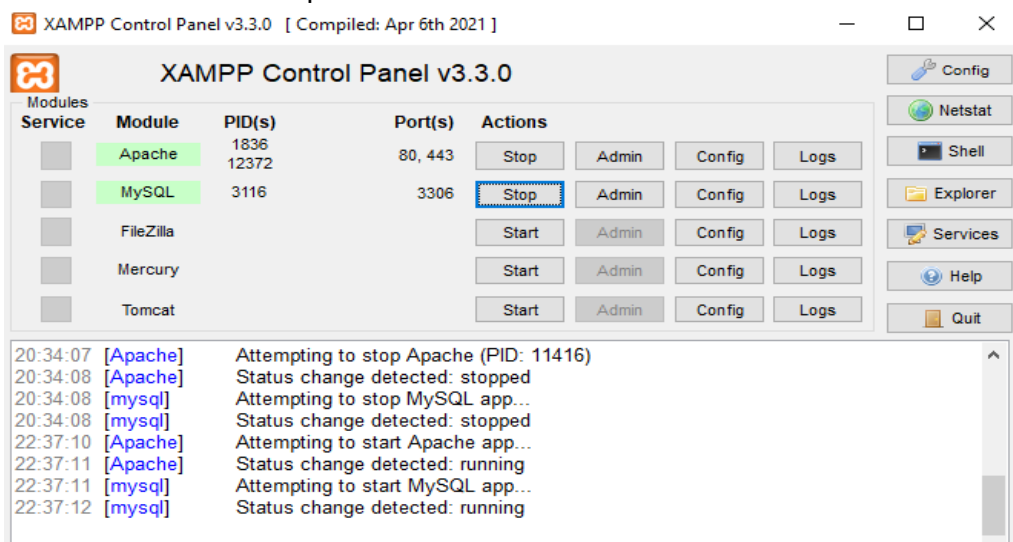 XAMPP Control Panel v3.3.0 [ Compiled: Apr 6th 2021 ]
XAMPP Control Panel v3.3.0
Config
Modules
Service Module PID(s) Port(s) Actions
Netstat
Apache 1836 12372 80, 443 Stop Admin Config Logs
Shell
MySQL 3116 3306 Stop Admin Config Logs
Explorer
FileZilla Start Admin Config Logs
Services
Mercury Start Admin Config Logs
Help
Tomcat Start Admin Config Logs
Quit
20:34:07 [Apache] Attempting to stop Apache (PID: 11416)
20:34:08 [Apache] Status change detected: stopped
20:34:08 [mysql] Attempting to stop MySQL app...
20:34:08 [mysql] Status change detected: stopped
22:37:10 [Apache] Attempting to start Apache app...
22:37:11 [Apache] Status change detected: running
22:37:11 [mysql] Attempting to start MySQL app...
22:37:12 [mysql] Status change detected: running